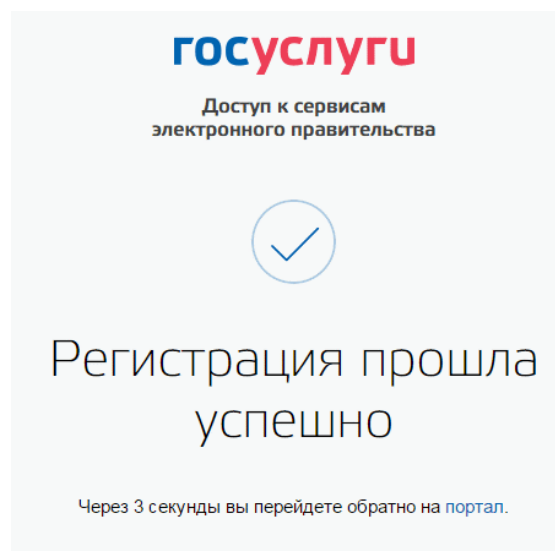 госуслуги
Доступ к сервисам
электронного правительства
Регистрация прошла
успешно
Через 3 секунды вы перейдете обратно на портал.